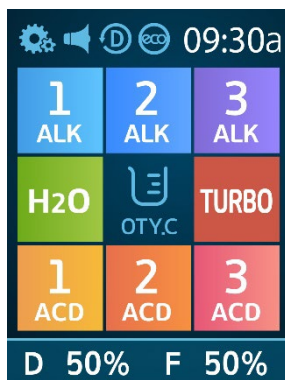 D eco 09:30a
1 2 3
ALK ALK ALK
H2O TURBO
OTY.C
1 2 3
ACD ACD ACD
D 50% F 50%